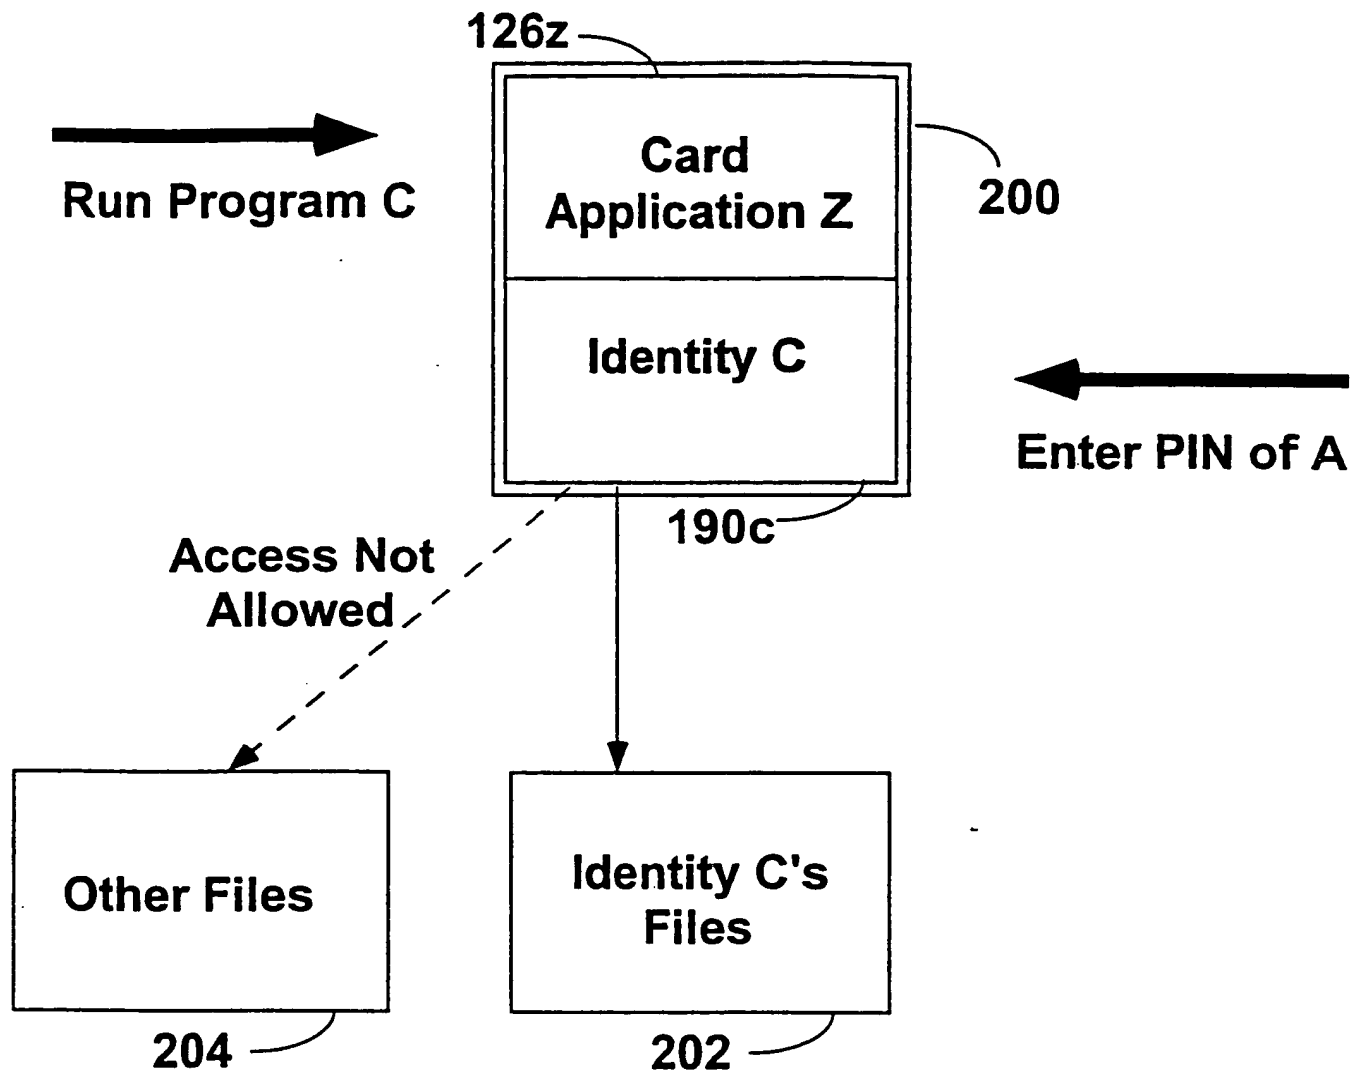 126z
Card
Application Z
200
Run Program C
Identity C
Enter PIN of A
190c
Access Not
Allowed
Other Files
Identity C's
Files
204
202